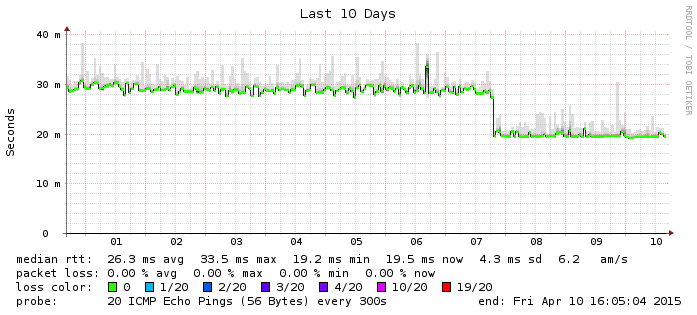 Last 10 Days
RRDTOOL / TOBI OETIKER
Seconds
40 m
30 m
20 m
10 m
0
01 02 03 04 05 06 07 08 09 10
median rtt: 26.3 ms avg 33.5 ms max 19.2 ms min 19.5 ms now 4.3 ms sd 6.2 am/s
packet loss: 0.00 % avg 0.00 % max 0.00 % min 0.00 % now
loss color: 0 1/20 2/20 3/20 4/20 10/20 19/20
probe: 20 ICMP Echo Pings (56 Bytes) every 300s end: Fri Apr 10 16:05:04 2015